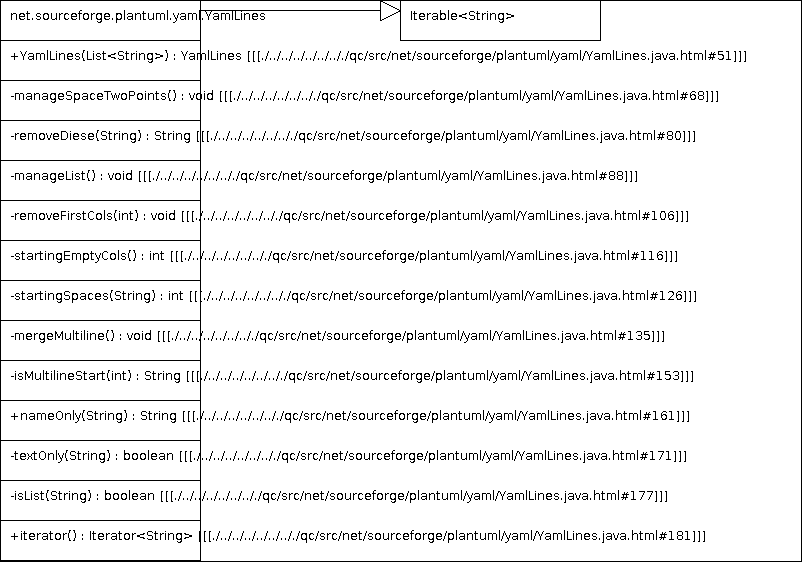 net.sourceforge.plantuml.yaml.YamlLines
Iterable<String>
+YamlLines(List<String>) : YamlLines [[[./../../../../../../../qc/src/net/sourceforge/plantuml/yaml/YamlLines.java.html#51]]]
-manageSpaceTwoPoints() : void [[[./../../../../../../../qc/src/net/sourceforge/plantuml/yaml/YamlLines.java.html#68]]]
-removeDiese(String) : String [[[./../../../../../../../qc/src/net/sourceforge/plantuml/yaml/YamlLines.java.html#80]]]
-manageList() : void [[[./../../../../../../../qc/src/net/sourceforge/plantuml/yaml/YamlLines.java.html#88]]]
-removeFirstCols(int) : void [[[./../../../../../../../qc/src/net/sourceforge/plantuml/yaml/YamlLines.java.html#106]]]
-startingEmptyCols() : int [[[./../../../../../../../qc/src/net/sourceforge/plantuml/yaml/YamlLines.java.html#116]]]
-startingSpaces(String) : int [[[./../../../../../../../qc/src/net/sourceforge/plantuml/yaml/YamlLines.java.html#126]]]
-mergeMultiline() : void [[[./../../../../../../../qc/src/net/sourceforge/plantuml/yaml/YamlLines.java.html#135]]]
-isMultilineStart(int) : String [[[./../../../../../../../qc/src/net/sourceforge/plantuml/yaml/YamlLines.java.html#153]]]
+nameOnly(String) : String [[[./../../../../../../../qc/src/net/sourceforge/plantuml/yaml/YamlLines.java.html#161]]]
-textOnly(String) : boolean [[[./../../../../../../../qc/src/net/sourceforge/plantuml/yaml/YamlLines.java.html#171]]]
-isList(String) : boolean [[[./../../../../../../../qc/src/net/sourceforge/plantuml/yaml/YamlLines.java.html#177]]]
+iterator() : Iterator<String> [[[./../../../../../../../qc/src/net/sourceforge/plantuml/yaml/YamlLines.java.html#181]]]